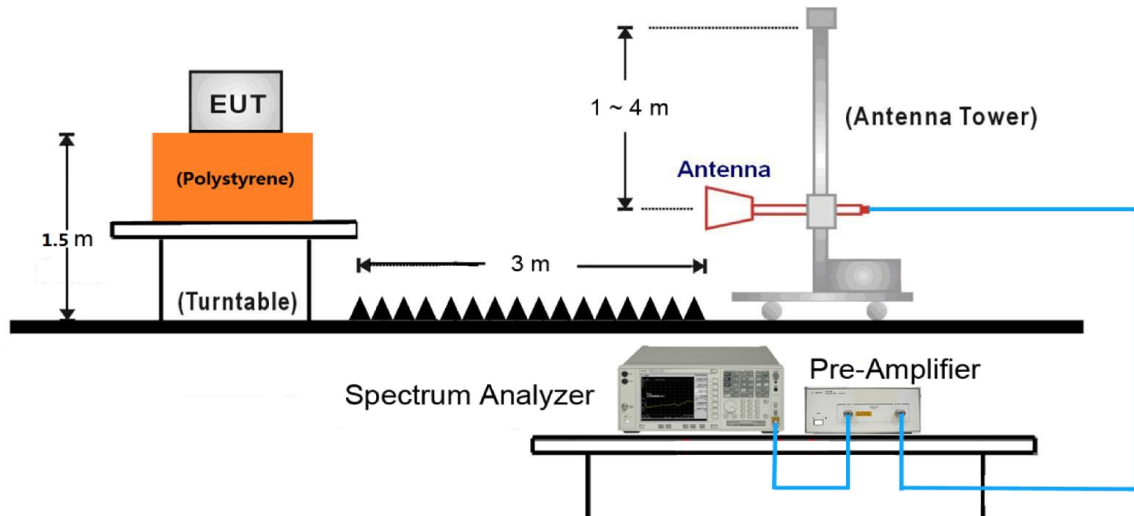 EUT
(Polystyrene)
1.5 m
(Turntable)
3 m
1 ~ 4 m
Antenna
(Antenna Tower)
Spectrum Analyzer
Pre-Amplifier